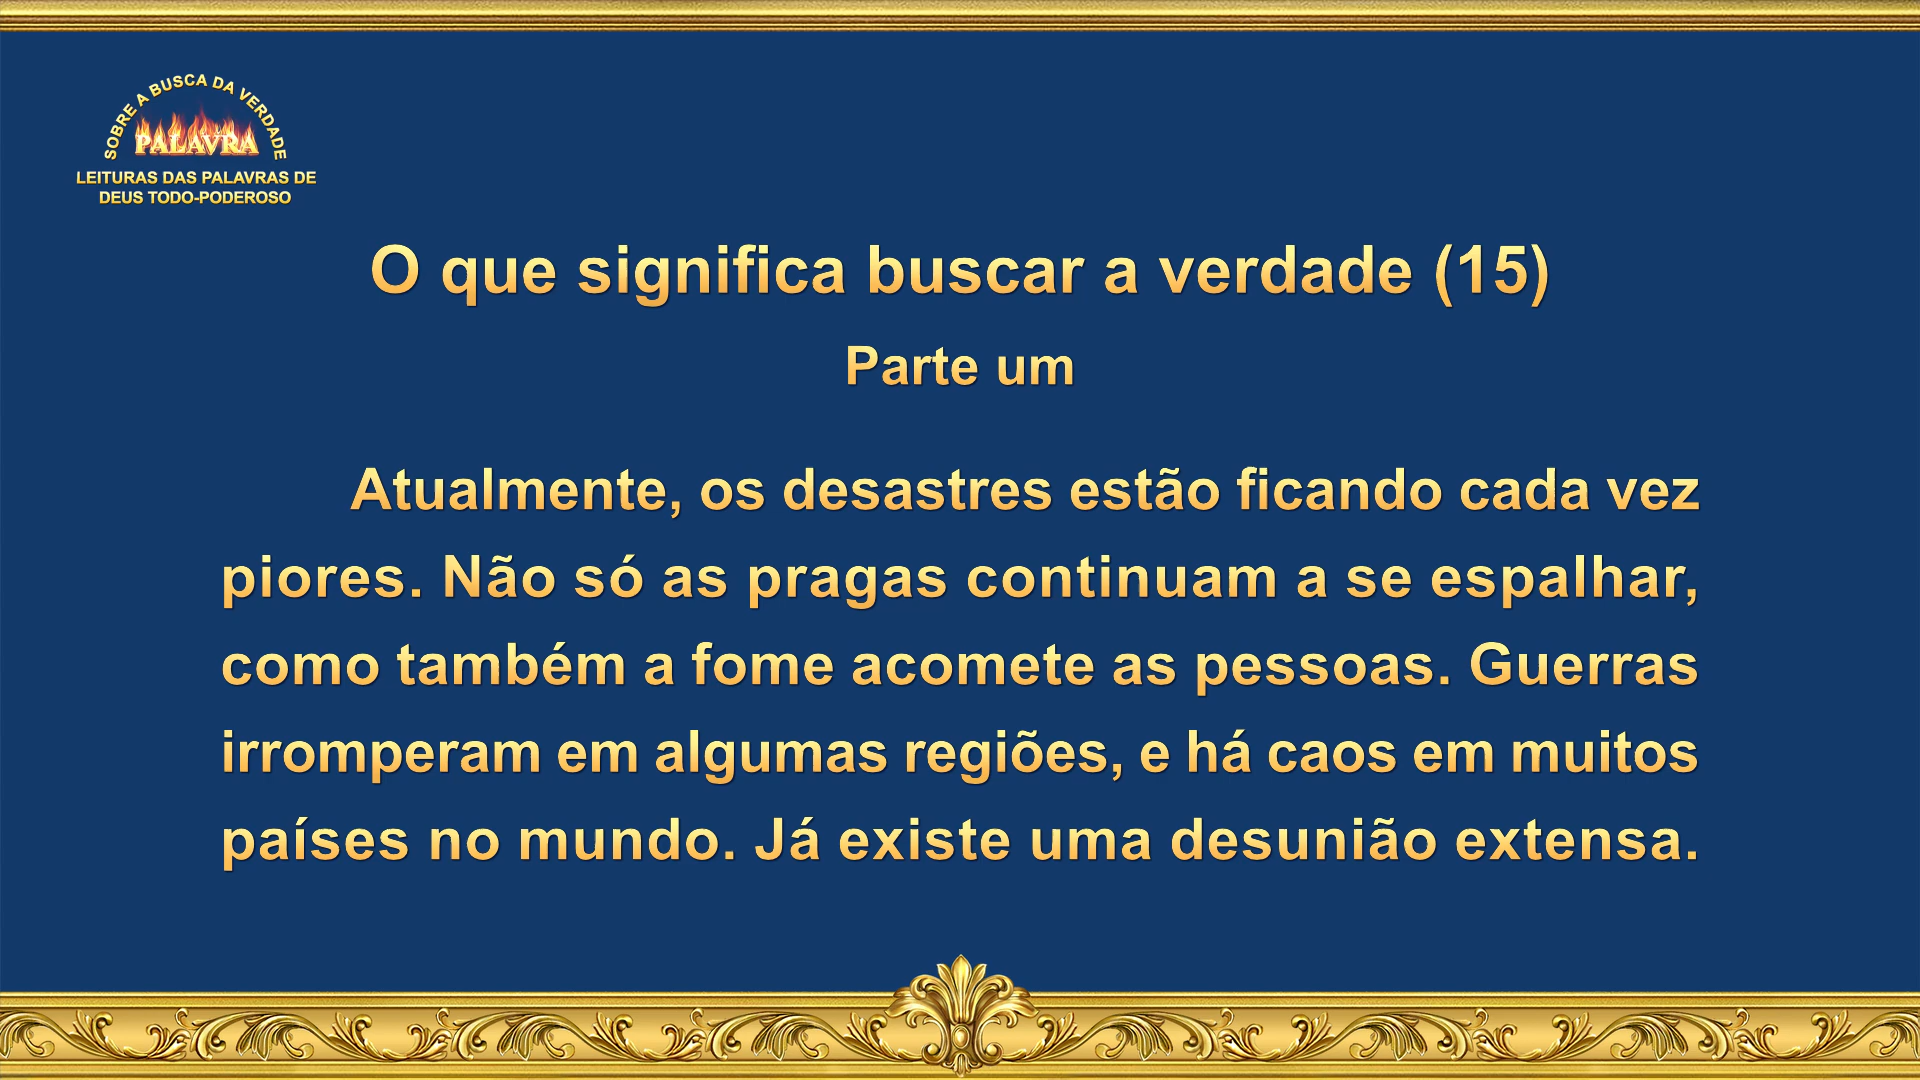 SOBRE A BUSCA DA VERDADE
PALAVRA
LEITURAS DAS PALAVRAS DE
DEUS TODO-PODEROSO
O que significa buscar a verdade (15)
Parte um
Atualmente, os desastres estão ficando cada vez
piores. Não só as pragas continuam a se espalhar,
como também a fome acomete as pessoas. Guerras
irromperam em algumas regiões, e há caos em muitos
países no mundo. Já existe uma desunião extensa.